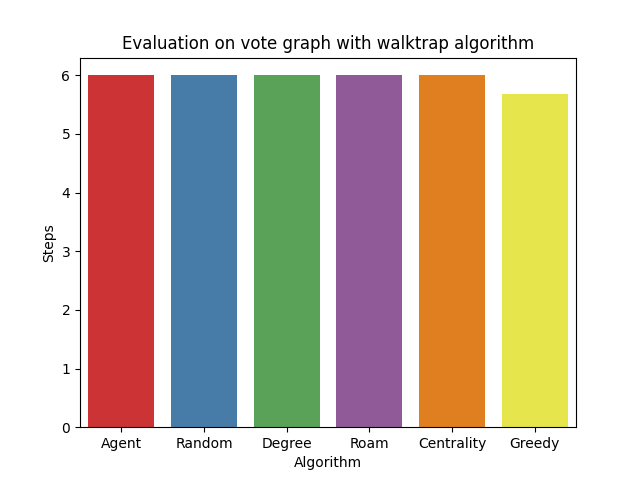 Evaluation on vote graph with walktrap algorithm
6
5
4
3
2
1
0
Steps
Agent Random Degree Roam Centrality Greedy
Algorithm